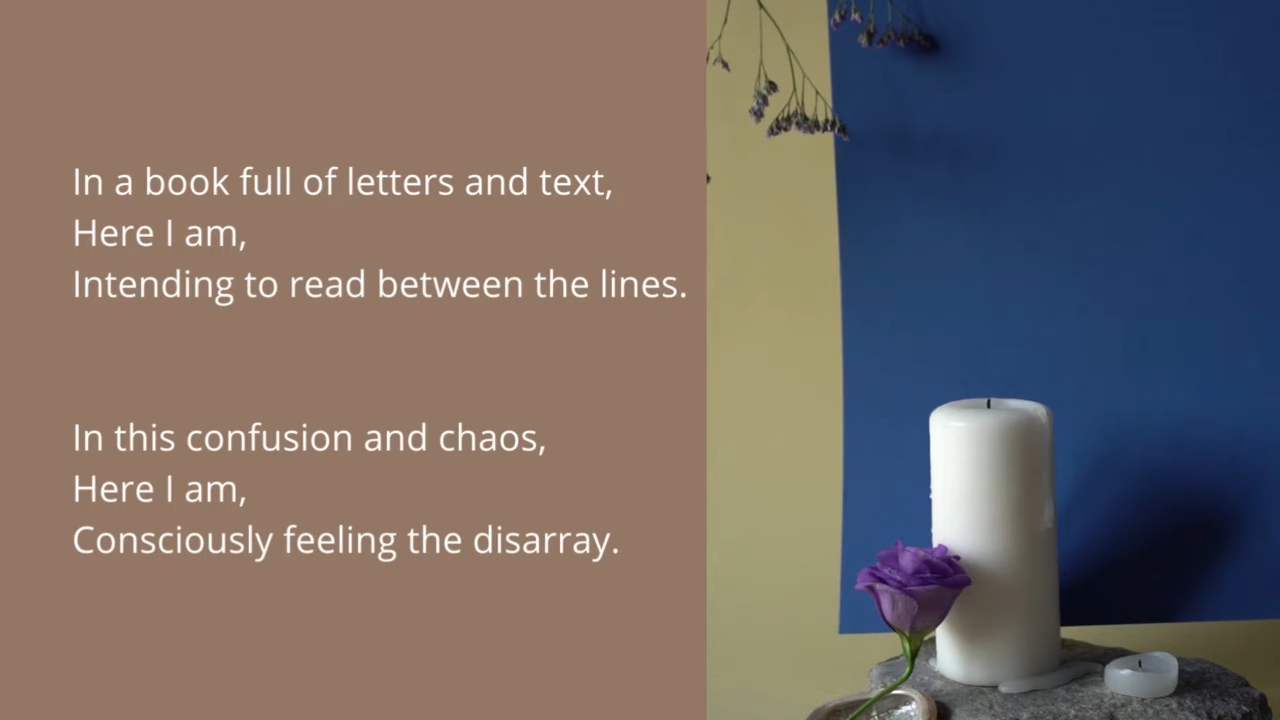 In a book full of letters and text,
Here I am,
Intending to read between the lines.
In this confusion and chaos,
Here I am,
Consciously feeling the disarray.